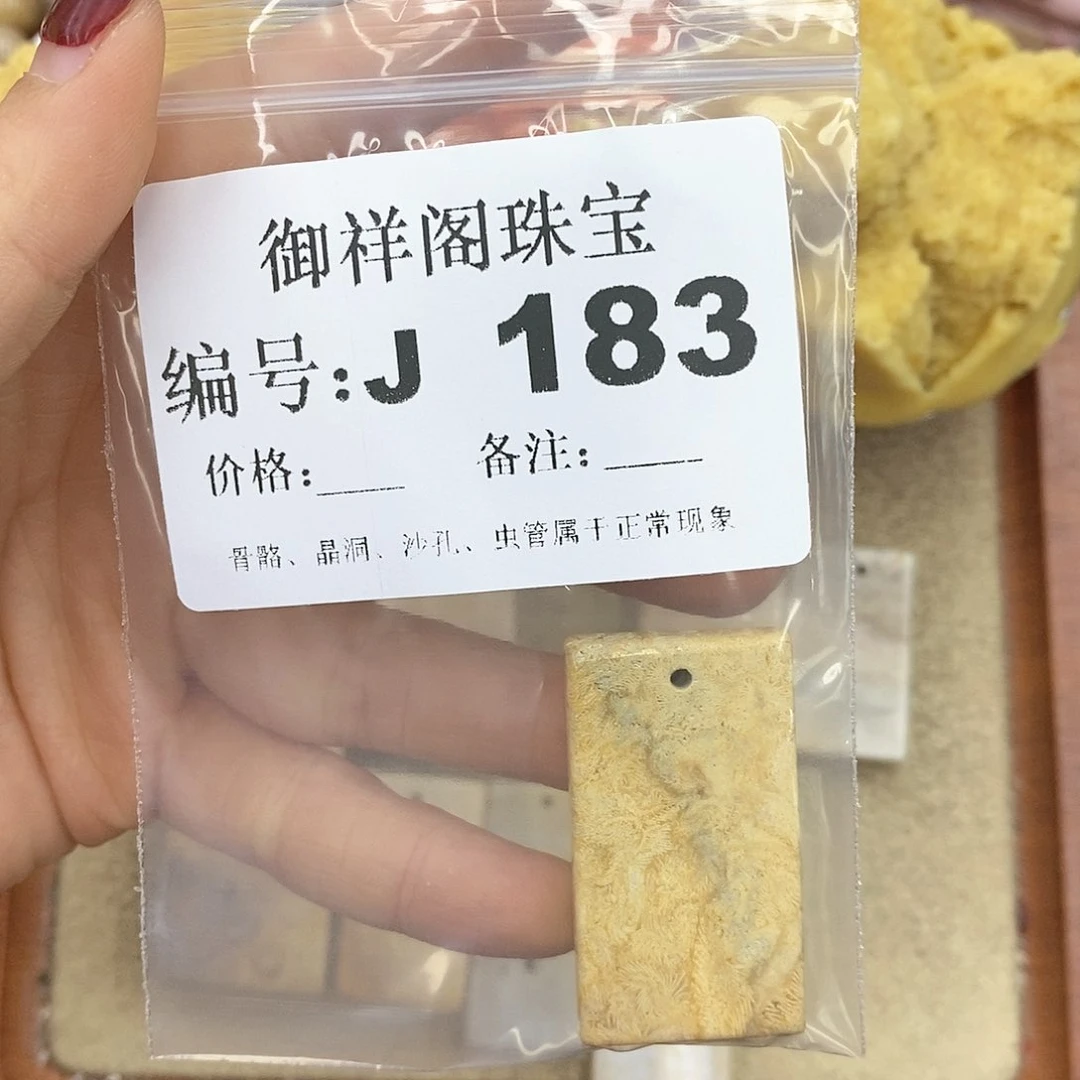 御祥阁珠宝
编号:J 183
价格:____ 备注:_____
骨骼、晶洞、沙孔、虫管属于正常现象